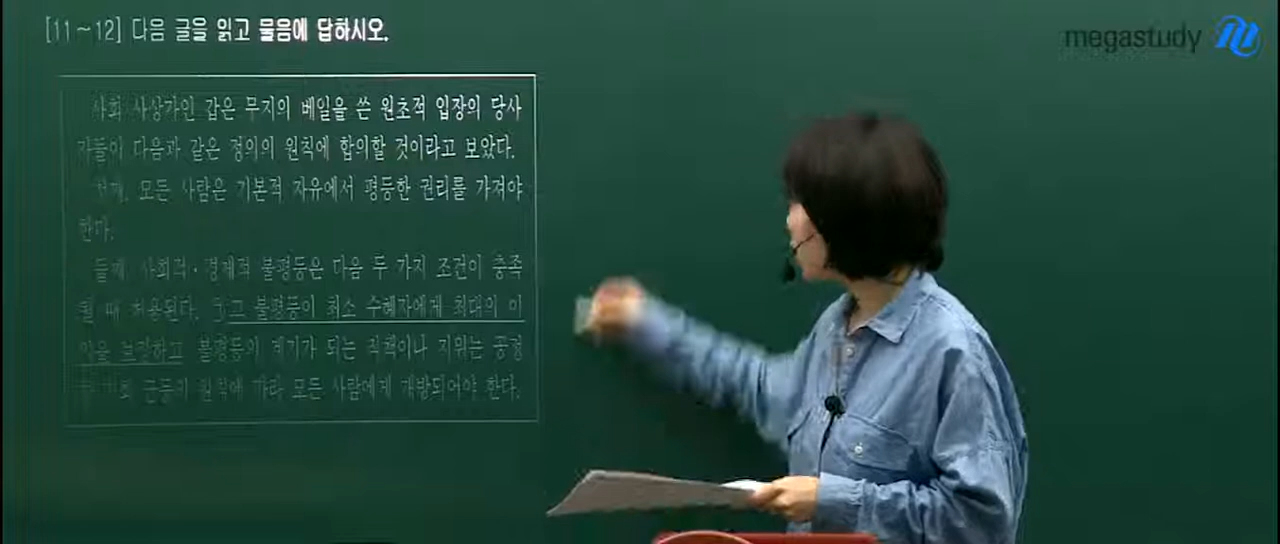 [11~12] 다음 글을 읽고 물음에 답하시오.
megastudy
사회 사상가인 갑은 무지의 베일을 쓴 원초적 입장의 당사
자들이 다음과 같은 정의의 원칙에 합의할 것이라고 보았다.
첫째, 모든 사람은 기본적 자유에서 평등한 권리를 가져야
한다.
둘째, 사회적·경제적 불평등은 다음 두 가지 조건이 충족
될 때 허용된다. ㉠그 불평등이 최소 수혜자에게 최대의 이
익을 보장하고 불평등의 계기가 되는 직책이나 지위는 공정
한 기회 균등의 원칙에 따라 모든 사람에게 개방되어야 한다.